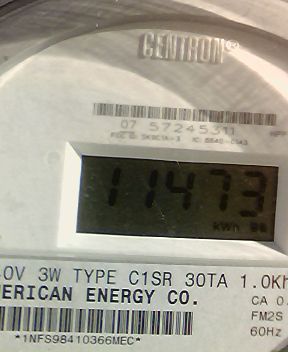 CENTRON®
07 57245311
11473
kWh
40V 3W TYPE C1SR 30TA 1.0Kh
ERICAN ENERGY CO.
CA 0.
FM2S
60Hz
*1NFS98410366MEC*